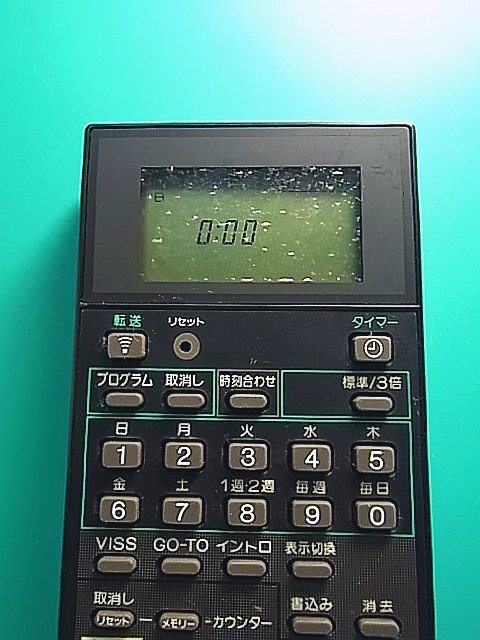 日
0:00
転送 リセット タイマー
プログラム 取消し 時刻合わせ 標準/3倍
日 月 火 水 木
1 2 3 4 5
金 土 1週・2週 毎週 毎日
6 7 8 9 0
VISS GO-TO イントロ 表示切換
取消し 書込み 消去
リセット メモリー カウンター